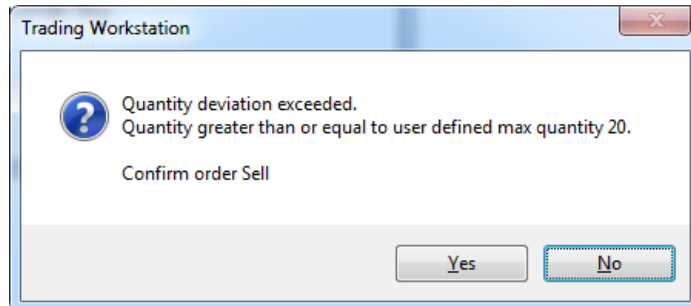 Trading Workstation
Quantity deviation exceeded.
Quantity greater than or equal to user defined max quantity 20.
Confirm order Sell
Yes
No